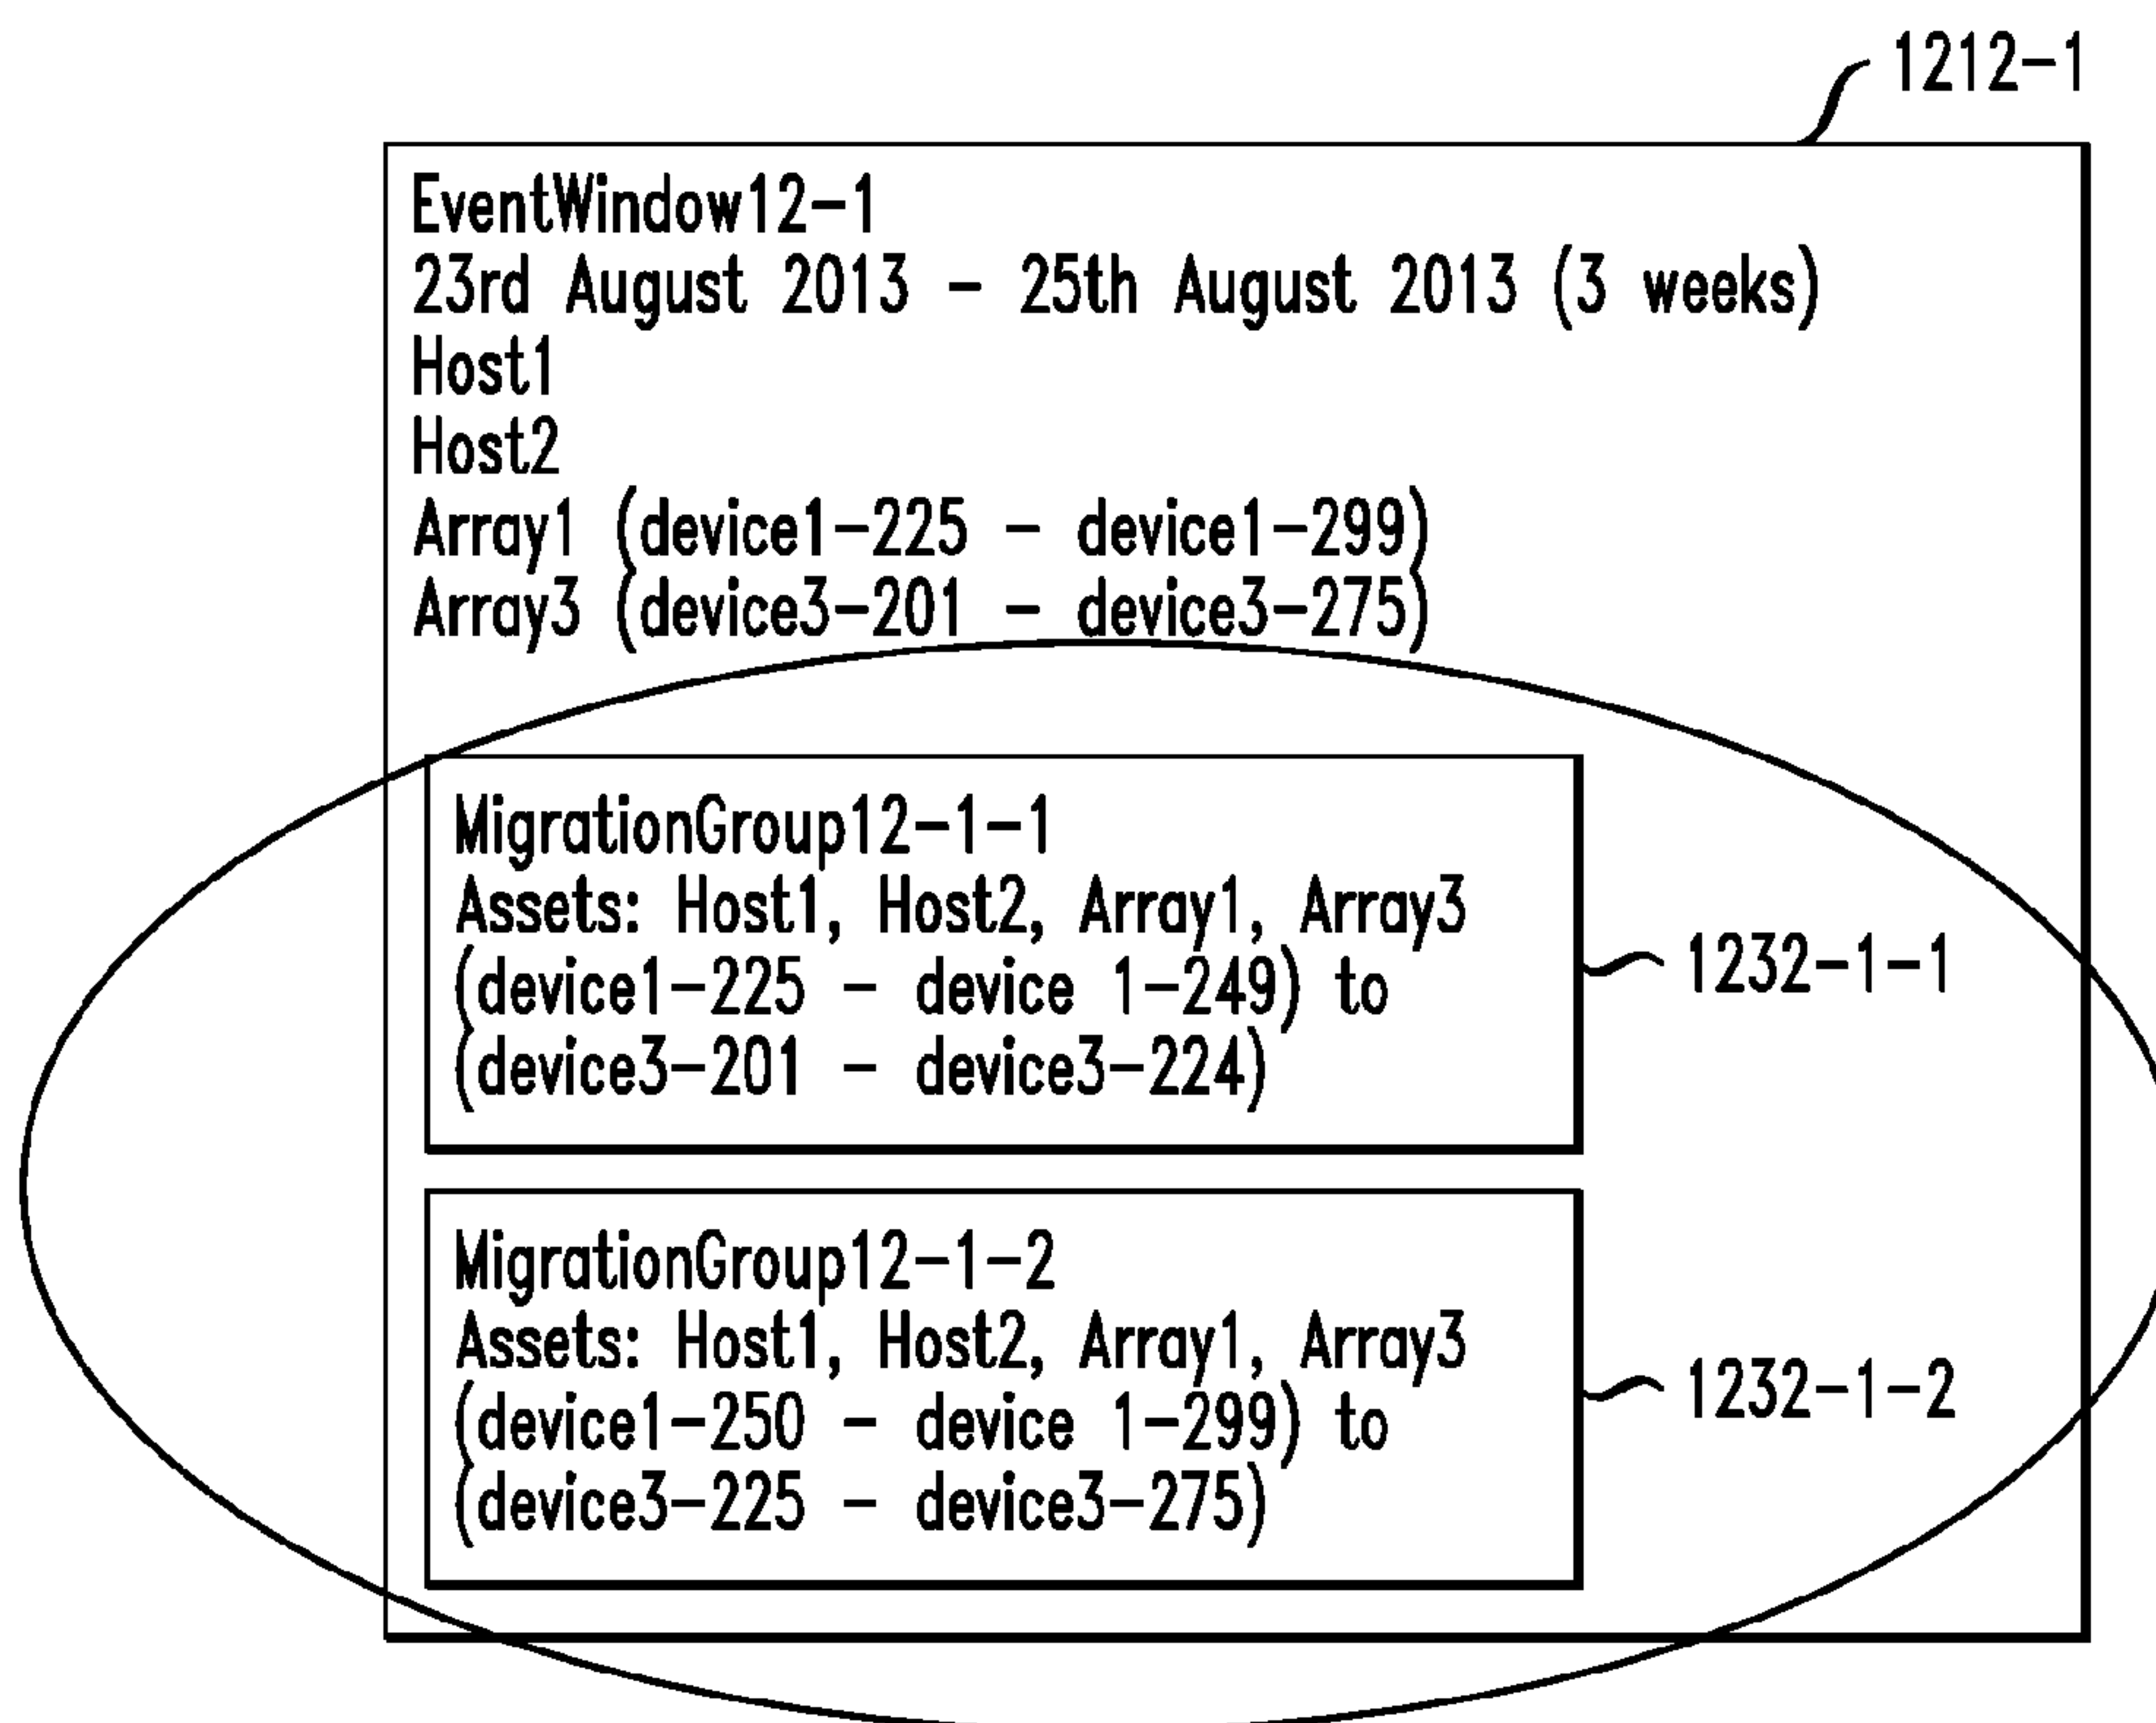 1212-1
EventWindow12-1
23rd August 2013 - 25th August 2013 (3 weeks)
Host1
Host2
Array1 (device1-225 - device1-299)
Array3 (device3-201 - device3-275)
MigrationGroup12-1-1
Assets: Host1, Host2, Array1, Array3
(device1-225 - device 1-249) to
(device3-201 - device3-224)
1232-1-1
MigrationGroup12-1-2
Assets: Host1, Host2, Array1, Array3
(device1-250 - device 1-299) to
(device3-225 - device3-275)
1232-1-2